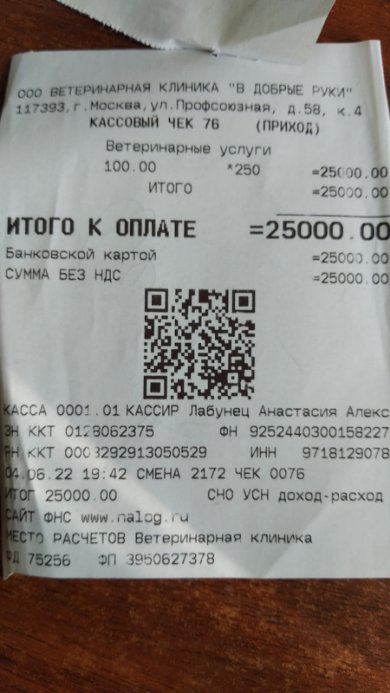 ООО ВЕТЕРИНАРНАЯ КЛИНИКА "В ДОБРЫЕ РУКИ"
117393,г.Москва,ул.Профсоюзная, д.58, к.4
КАССОВЫЙ ЧЕК 76 (ПРИХОД)
Ветеринарные услуги
100.00 *250 =25000.00
ИТОГО =25000.00
ИТОГО К ОПЛАТЕ =25000.00
Банковской картой =25000.00
СУММА БЕЗ НДС =25000.00
КАССА 0001.01 КАССИР Лабунец Анастасия Алекс
ЗН ККТ 0128062375 ФН 9252440300158227
РН ККТ 0003292913050529 ИНН 9718129078
04.06.22 19:42 СМЕНА 2172 ЧЕК 0076
ИТОГ 25000.00 СНО УСН доход-расход
САЙТ ФНС www.nalog.ru
МЕСТО РАСЧЕТОВ Ветеринарная клиника
ФД 75256 ФП 3950627378